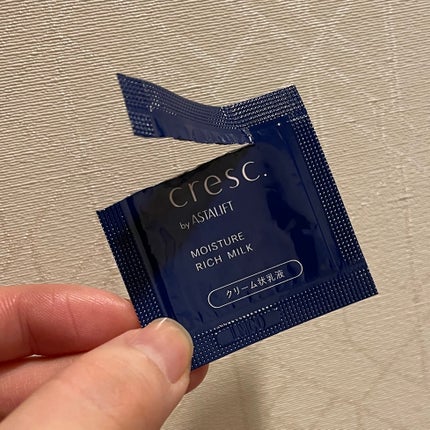 cresc.
by ASTALIFT
MOISTURE
RICH MILK
クリーム状乳液